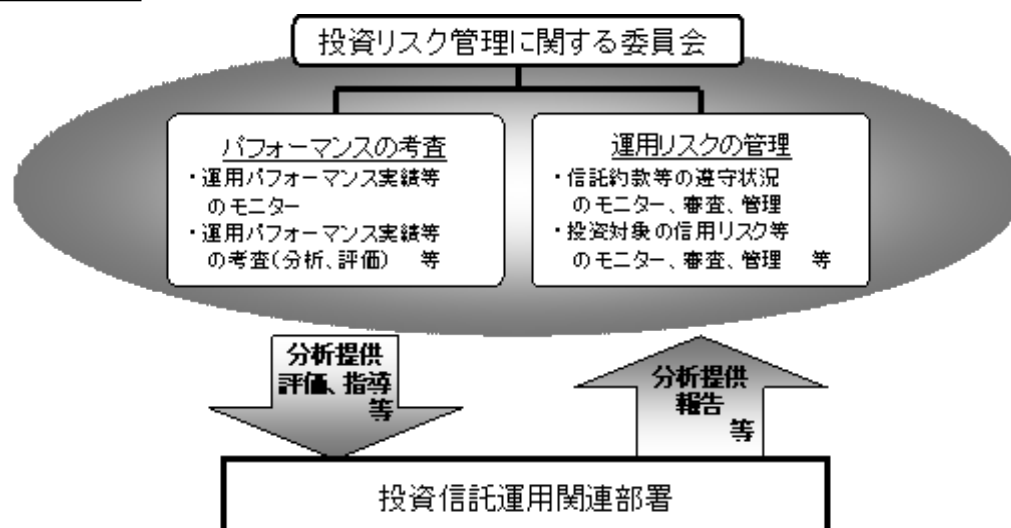 投資リスク管理に関する委員会
パフォーマンスの考査
・運用パフォーマンス実績等
のモニター
・運用パフォーマンス実績等
の考査(分析、評価) 等
運用リスクの管理
・信託約款等の遵守状況
のモニター、審査、管理
・投資対象の信用リスク等
のモニター、審査、管理 等
分析提供
評価、指導
等
分析提供
報告
等
投資信託運用関連部署